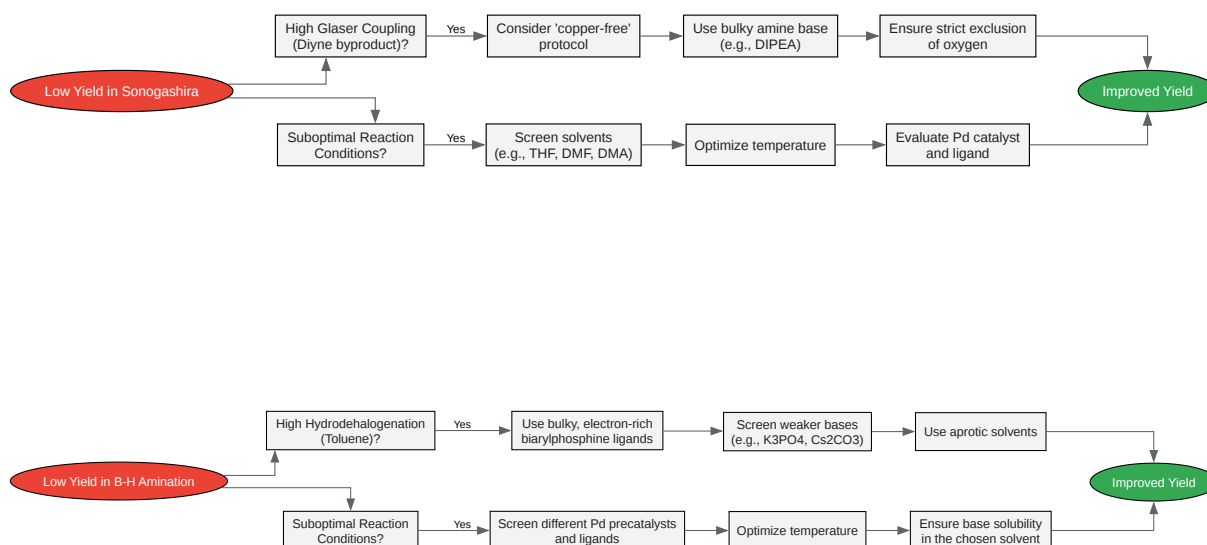 High Glaser Coupling
(Diyne byproduct)?
Yes
Consider 'copper-free'
protocol
Use bulky amine base
(e.g., DIPEA)
Ensure strict exclusion
of oxygen
Low Yield in Sonogashira
Improved Yield
Suboptimal Reaction
Conditions?
Yes
Screen solvents
(e.g., THF, DMF, DMA)
Optimize temperature
Evaluate Pd catalyst
and ligand
High Hydrodehalogenation
(Toluene)?
Yes
Use bulky, electron-rich
biarylphosphine ligands
Screen weaker bases
(e.g., K3PO4, Cs2CO3)
Use aprotic solvents
Low Yield in B-H Amination
Improved Yield
Suboptimal Reaction
Conditions?
Yes
Screen different Pd precatalysts
and ligands
Optimize temperature
Ensure base solubility
in the chosen solvent